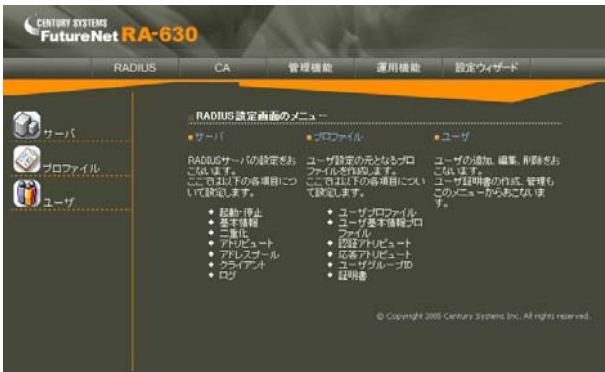 CENTURY SYSTEMS
FutureNet RA-630
RADIUS CA 管理機能 運用機能 設定ウィザード
サーバ
プロファイル
ユーザ
RADIUS設定画面のメニュー
サーバ
RADIUSサーバの設定をお
こないます。
ここでは以下の各項目につ
いて設定します。
起動・停止
基本情報
二重化
アトリビュート
アドレスプール
クライアント
ログ
プロファイル
ユーザ設定の元となるプロ
ファイルを作成します。
ここでは以下の各項目につい
て設定します。
ユーザプロファイル
ユーザ基本情報プロ
ファイル
認証アトリビュート
応答アトリビュート
ユーザグループID
証明書
ユーザ
ユーザの追加、編集、削除をお
こないます。
ユーザ証明書の作成、管理も
このメニューからおこないま
す。
© Copyright 2005 Century Systems Inc. All rights reserved.